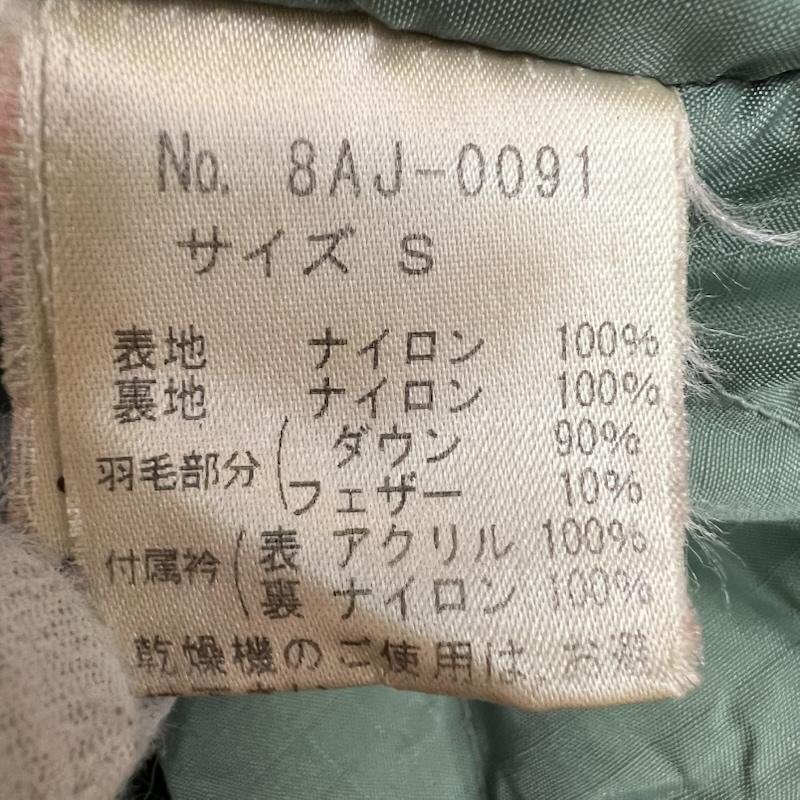 No. 8AJ-0091
サイズ S
表地 ナイロン 100%
裏地 ナイロン 100%
羽毛部分 ( ダウン 90%
フェザー 10%
付属衿 ( 表 アクリル 100%
裏 ナイロン 100%
乾燥機のご使用は、お避